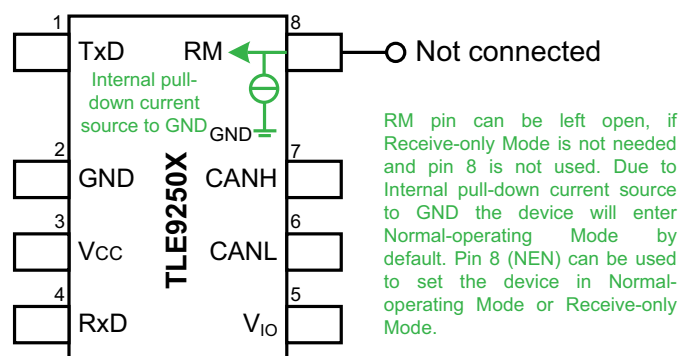 1
8
TxD
RM
Not connected
Internal pull-
down current
source to GND
GND
RM pin can be left open, if
Receive-only Mode is not needed
and pin 8 is not used. Due to
Internal pull-down current source
to GND the device will enter
Normal-operating Mode by
default. Pin 8 (NEN) can be used
to set the device in Normal-
operating Mode or Receive-only
Mode.
2
7
GND
CANH
TLE9250X
3
6
VCC
CANL
4
5
RxD
VIO